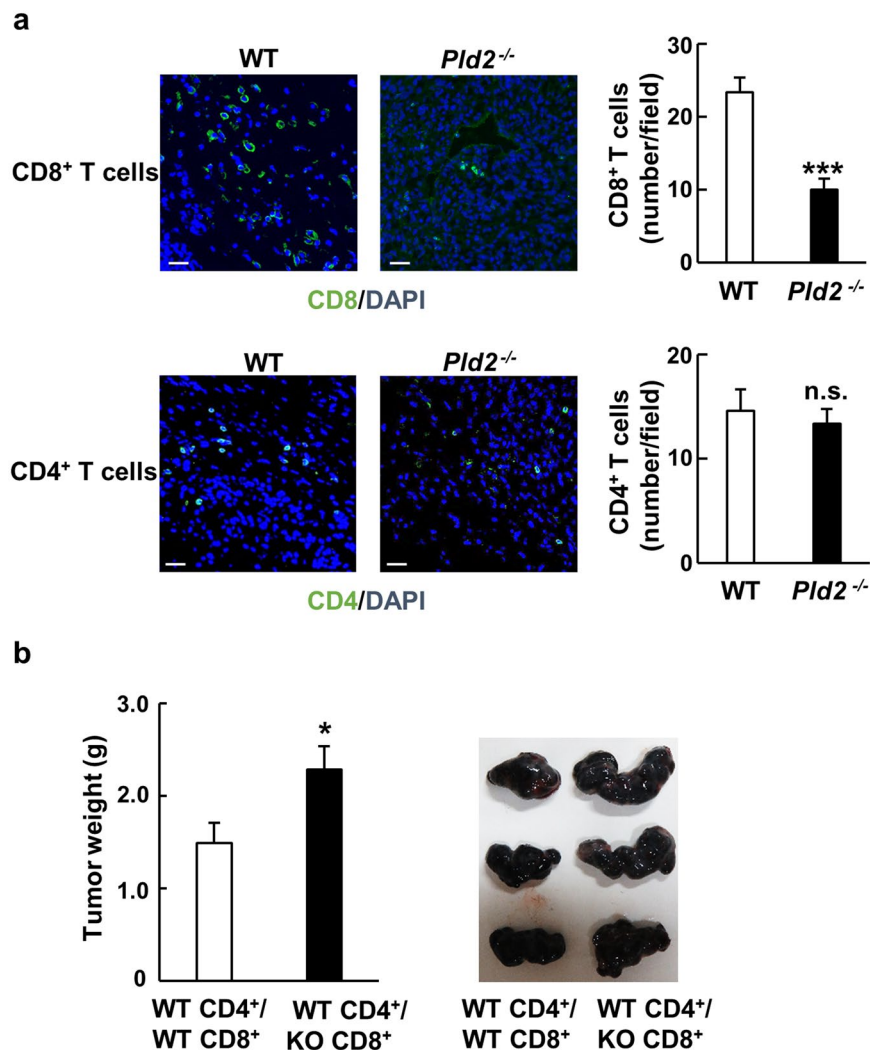 a
WT
Pld2⁻/⁻
CD8⁺ T cells
CD8/DAPI
30
20
10
0
CD8⁺ T cells
(number/field)
***
WT
Pld2⁻/⁻
WT
Pld2⁻/⁻
CD4⁺ T cells
CD4/DAPI
20
10
0
CD4⁺ T cells
(number/field)
n.s.
WT
Pld2⁻/⁻
b
3.0
2.0
1.0
0
Tumor weight (g)
*
WT CD4⁺/
WT CD8⁺
WT CD4⁺/
KO CD8⁺
WT CD4⁺/
WT CD8⁺
WT CD4⁺/
KO CD8⁺